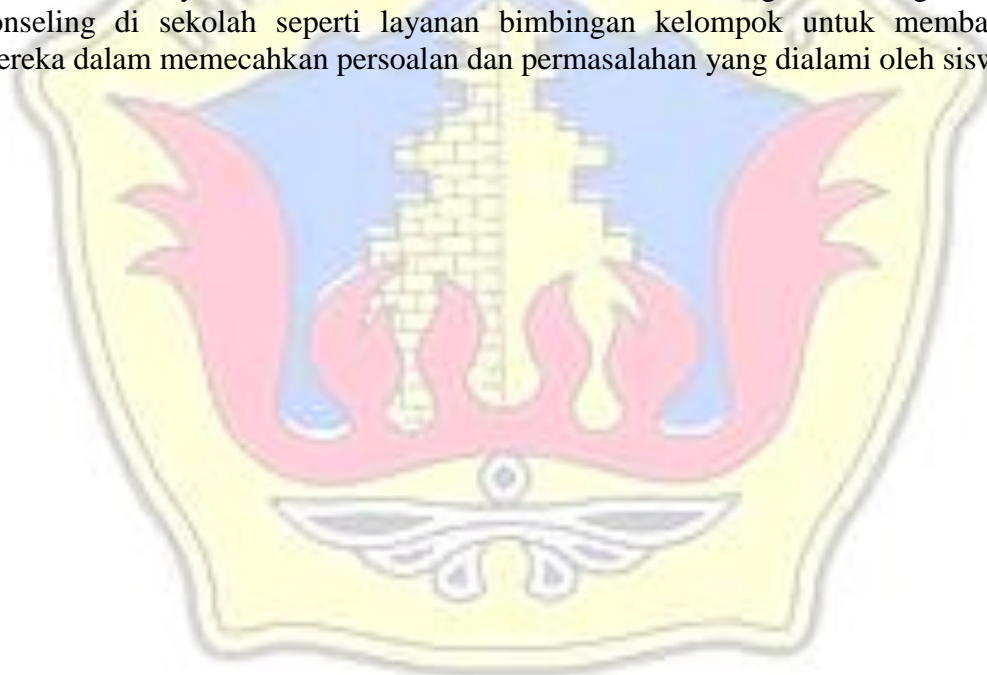 onseling di sekolah seperti layanan bimbingan kelompok untuk memba
ereka dalam memecahkan persoalan dan permasalahan yang dialami oleh sisw